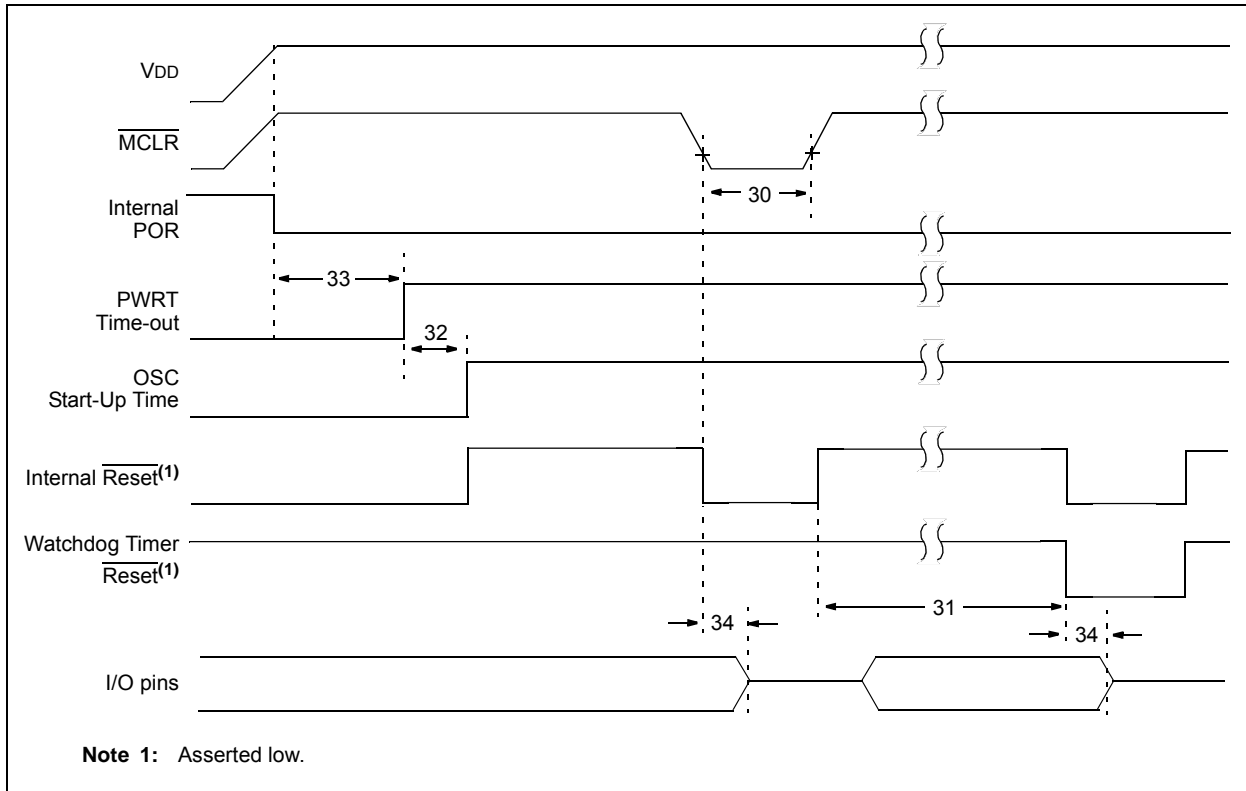 VDD
MCLR
30
Internal
POR
33
PWRT
Time-out
32
OSC
Start-Up Time
Internal Reset(1)
Watchdog Timer
Reset(1)
31
34
34
I/O pins
Note 1: Asserted low.